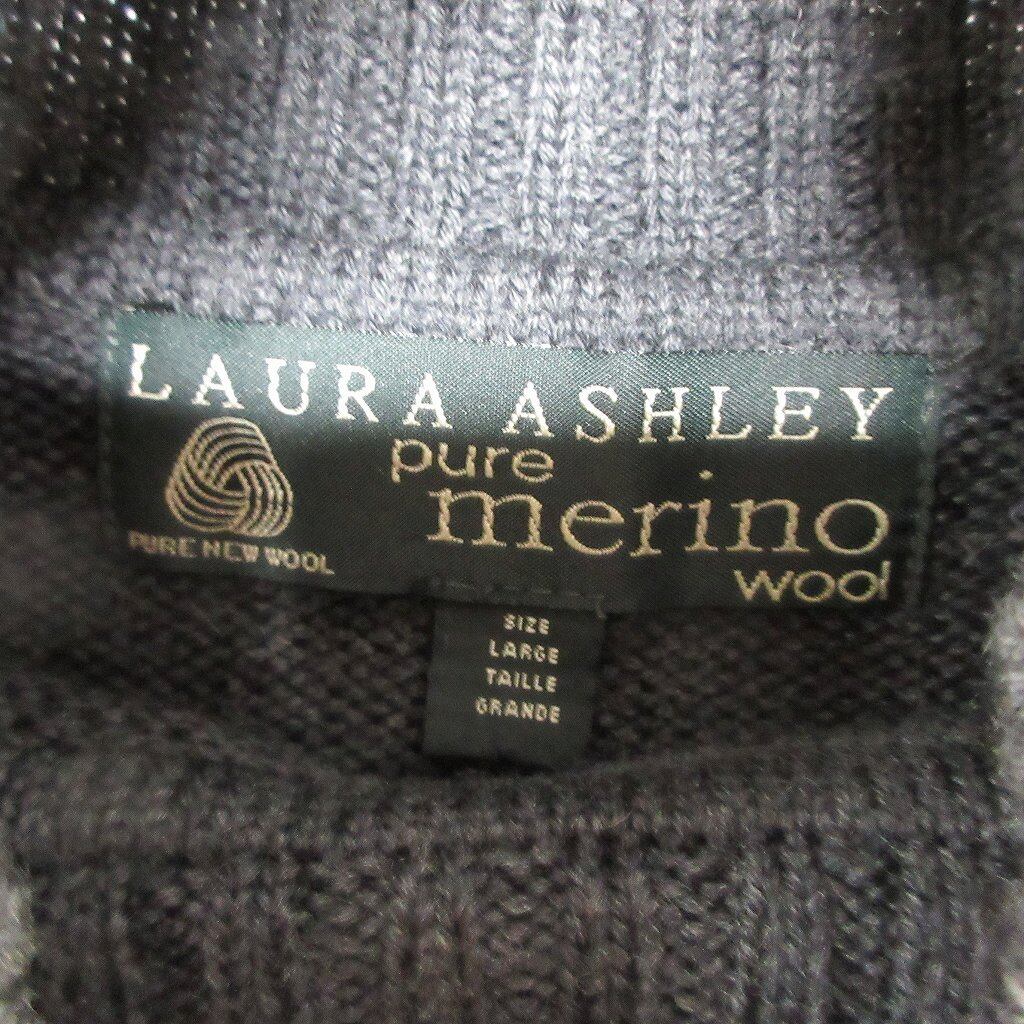 LAURA ASHLEY
pure
merino
wool
PURE NEW WOOL
SIZE
LARGE
TAILLE
GRANDE